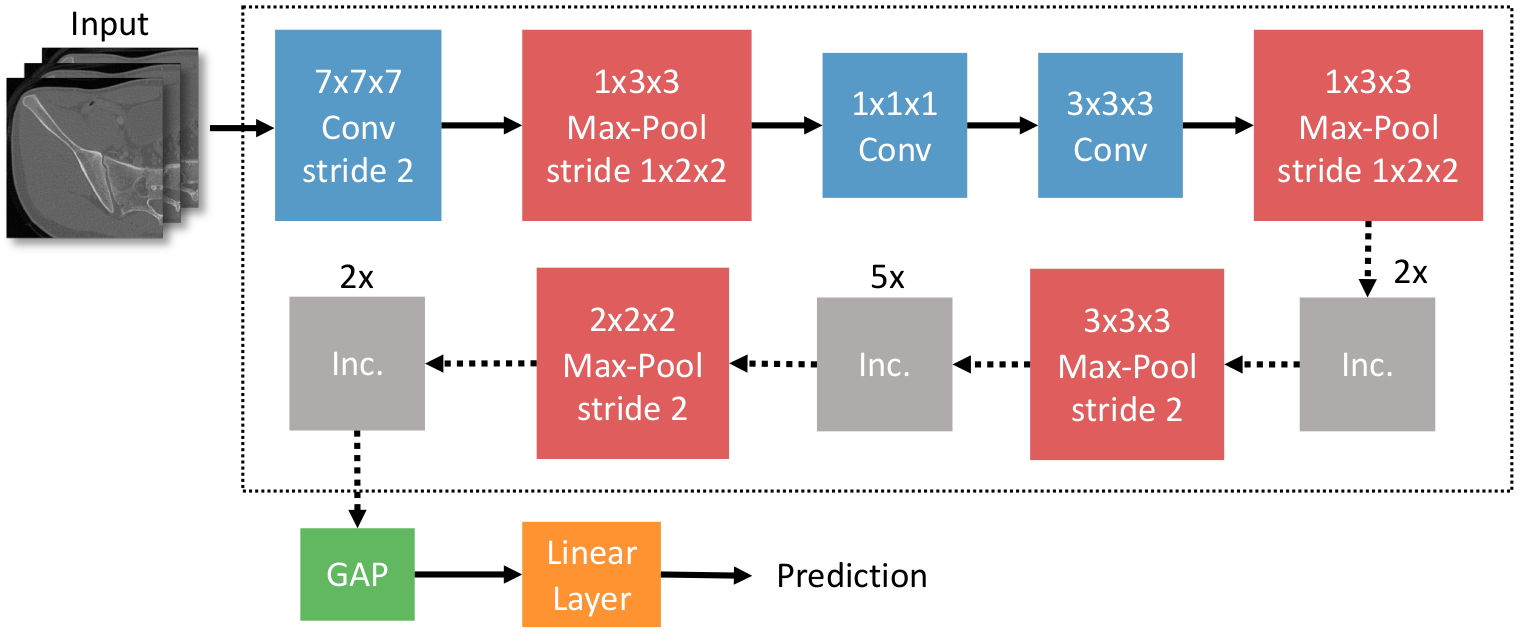 Input
7x7x7
Conv
stride 2
1x3x3
Max-Pool
stride 1x2x2
1x1x1
Conv
3x3x3
Conv
1x3x3
Max-Pool
stride 1x2x2
2x
Inc.
3x3x3
Max-Pool
stride 2
5x
Inc.
2x2x2
Max-Pool
stride 2
2x
Inc.
GAP
Linear
Layer
Prediction